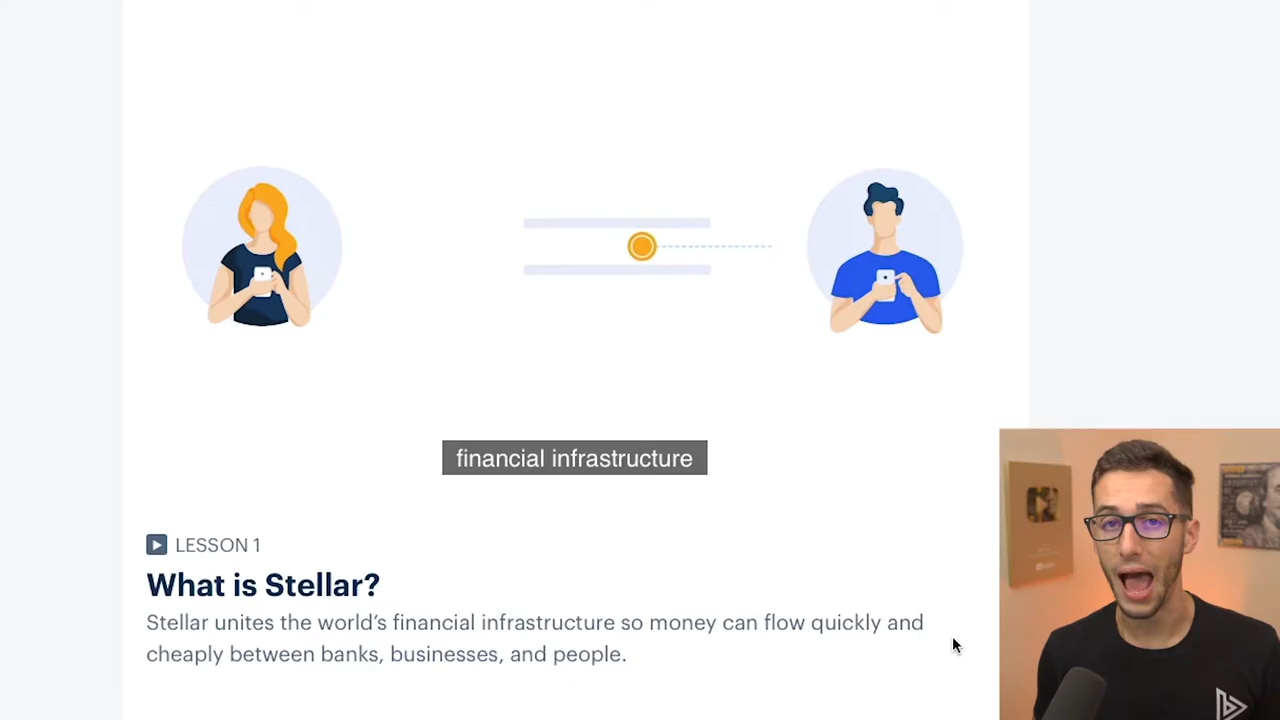 financial infrastructure
LESSON 1
What is Stellar?
Stellar unites the world’s financial infrastructure so money can flow quickly and
cheaply between banks, businesses, and people.